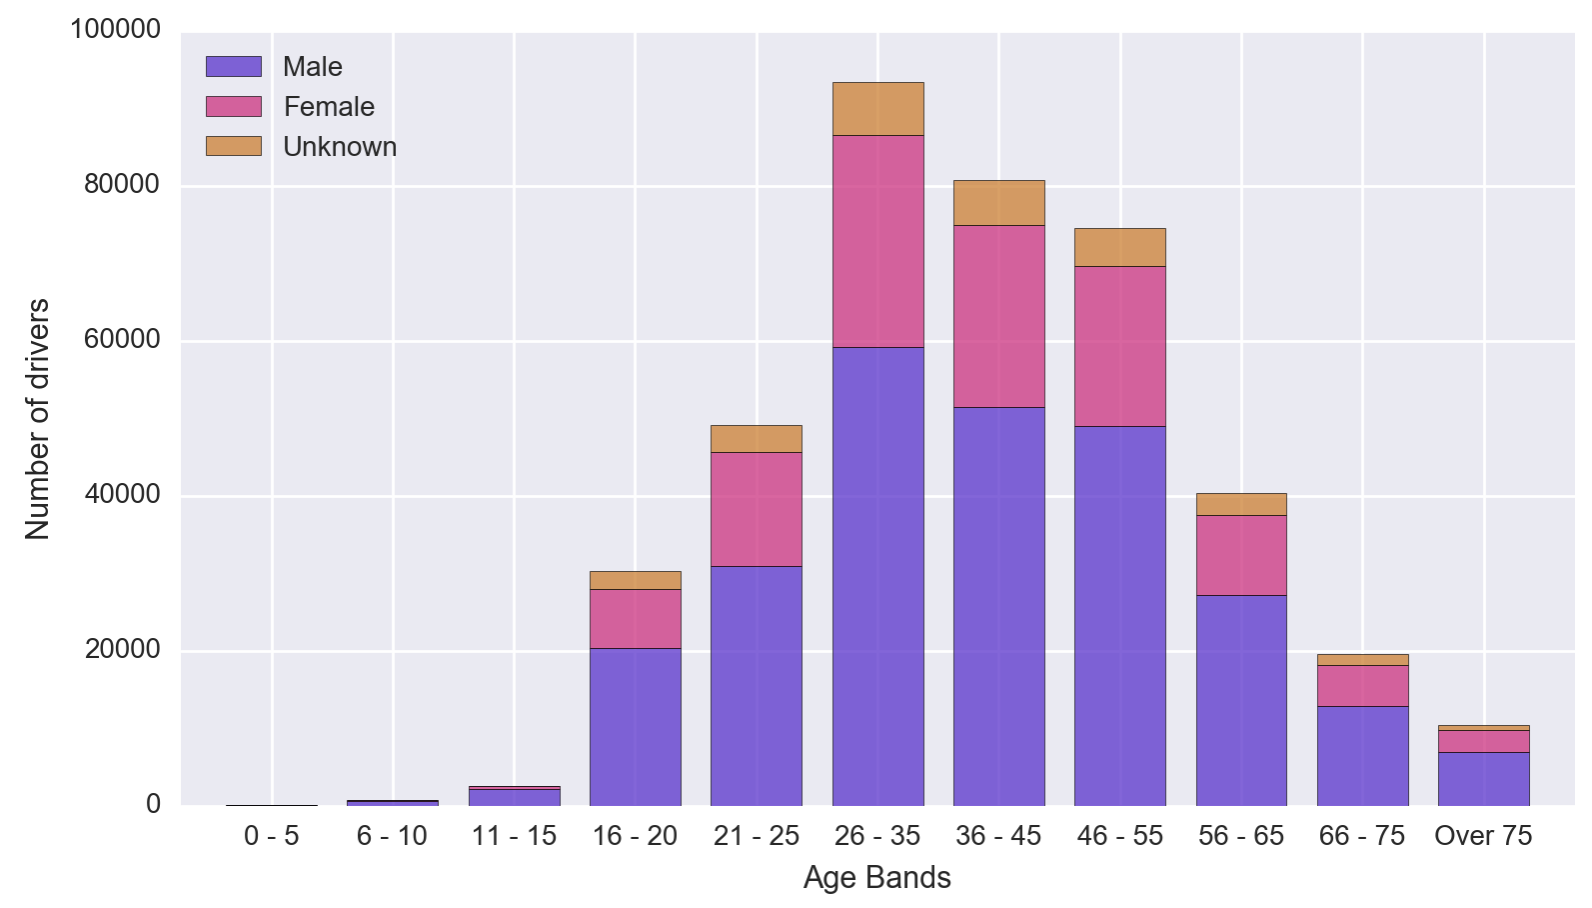 100000
80000
60000
40000
20000
0
Number of drivers
Male
Female
Unknown
0 - 5
6 - 10
11 - 15
16 - 20
21 - 25
26 - 35
36 - 45
46 - 55
56 - 65
66 - 75
Over 75
Age Bands